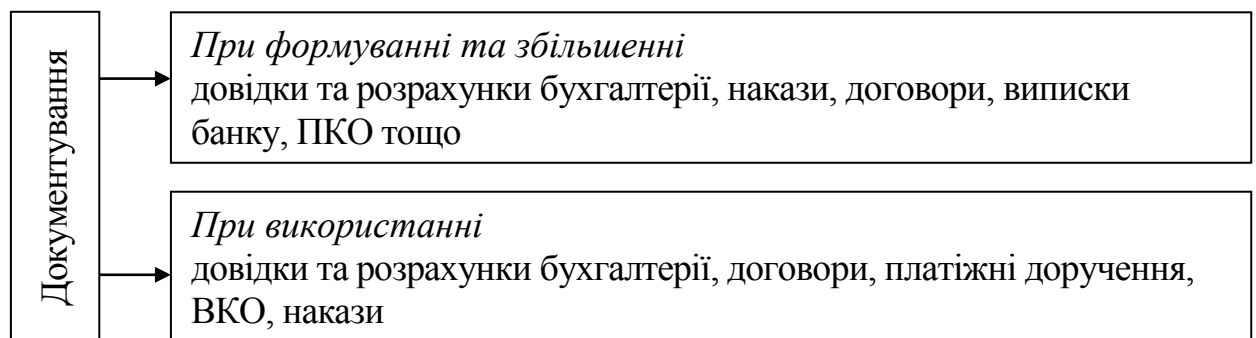 Документування
При формуванні та збільшенні
довідки та розрахунки бухгалтерії, накази, договори, виписки
банку, ПКО тощо
При використанні
довідки та розрахунки бухгалтерії, договори, платіжні доручення,
ВКО, накази